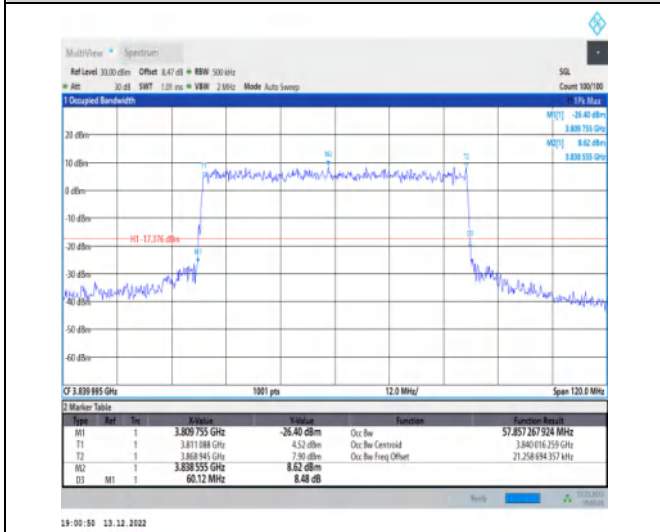 MultiView Spectrum
Ref Level 30.00 dBm Offset 8.47 dB RBW 500 kHz SGL
Att 30 dB SWT 1.01 ms VBW 2 MHz Mode Auto Sweep Count 100/100
1 Occupied Bandwidth 1Pk Max
M1[1] -26.40 dBm
3.809 755 GHz
M2[1] 8.62 dBm
3.838 555 GHz
20 dBm
M2
T1 T2
10 dBm
0 dBm
-10 dBm
H1 -17.376 dBm
D3
-20 dBm
M1
-30 dBm
-40 dBm
-50 dBm
-60 dBm
CF 3.839 995 GHz 1001 pts 12.0 MHz/ Span 120.0 MHz
2 Marker Table
Type Ref Trc X-Value Y-Value Function Function Result
M1 1 3.809 755 GHz -26.40 dBm Occ Bw 57.857 267 924 MHz
T1 1 3.811 088 GHz 4.52 dBm Occ Bw Centroid 3.840 016 259 GHz
T2 1 3.868 945 GHz 7.90 dBm Occ Bw Freq Offset 21.258 694 357 kHz
M2 1 3.838 555 GHz 8.62 dBm
D3 M1 1 60.12 MHz 8.48 dB
Ready 13.12.2022
19:00:50 13.12.2022